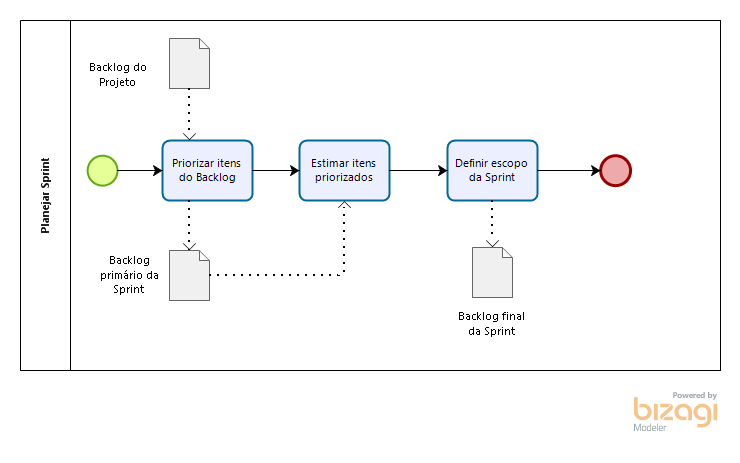 Planejar Sprint
Backlog do
Projeto
Priorizar itens
do Backlog
Estimar itens
priorizados
Definir escopo
da Sprint
Backlog
primário da
Sprint
Backlog final
da Sprint
Powered by
bizagi
Modeler